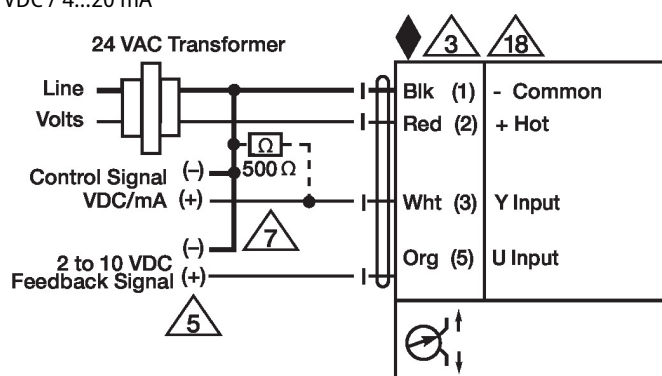 VDC / 4...20 mA
24 VAC Transformer
3
18
Line
Volts
Blk (1) - Common
Red (2) + Hot
Ω
500 Ω
Control Signal (-)
VDC/mA (+)
Wht (3) Y Input
7
(-)
2 to 10 VDC
Feedback Signal (+)
Org (5) U Input
5